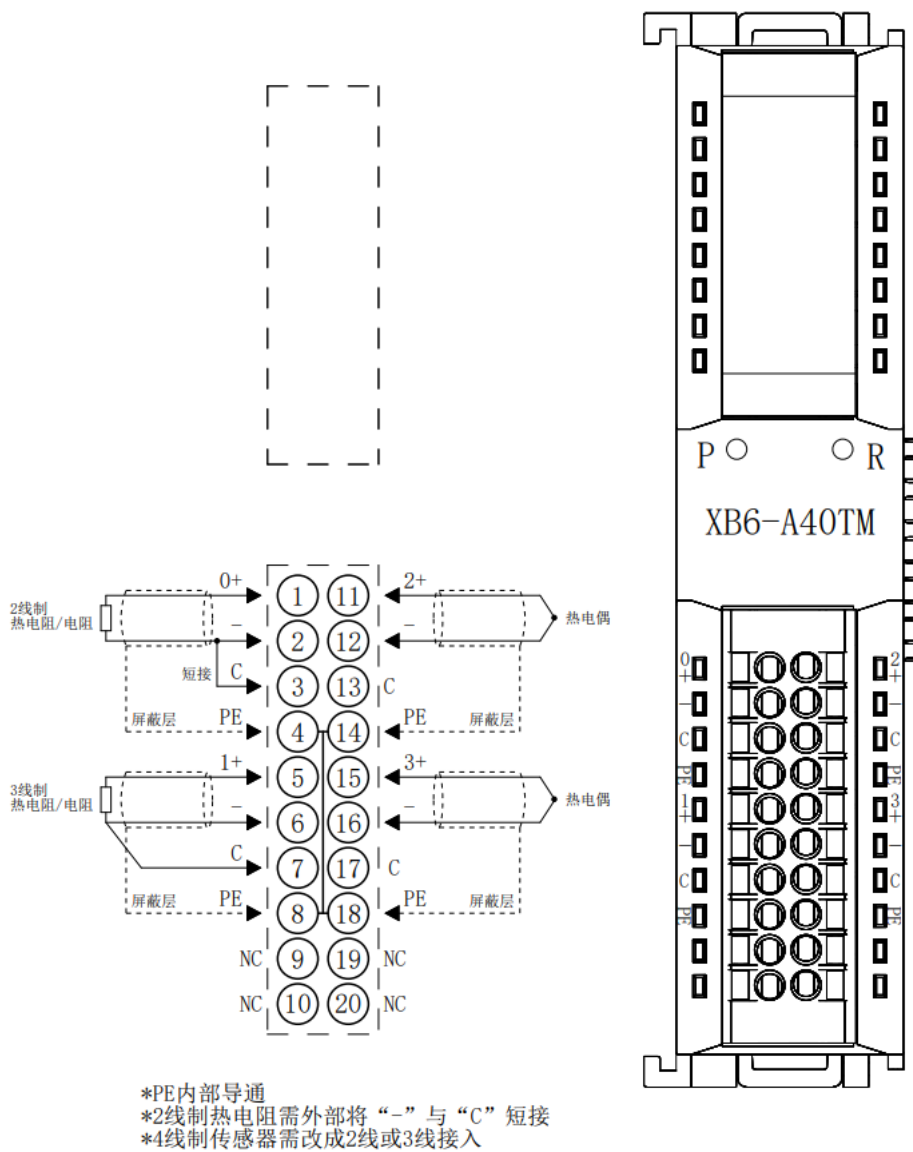 P R
XB6-A40TM
0+ 1 11 2+
2线制
热电阻/电阻
- 2 12 -
热电偶
短接 C 3 13 C
屏蔽层 PE 4 14 PE 屏蔽层
1+ 5 15 3+
3线制
热电阻/电阻
- 6 16 -
热电偶
C 7 17 C
屏蔽层 PE 8 18 PE 屏蔽层
NC 9 19 NC
NC 10 20 NC
0+ 2+
- -
C C
PE PE
1+ 3+
- -
C C
PE PE
*PE内部导通
*2线制热电阻需外部将“-”与“C”短接
*4线制传感器需改成2线或3线接入